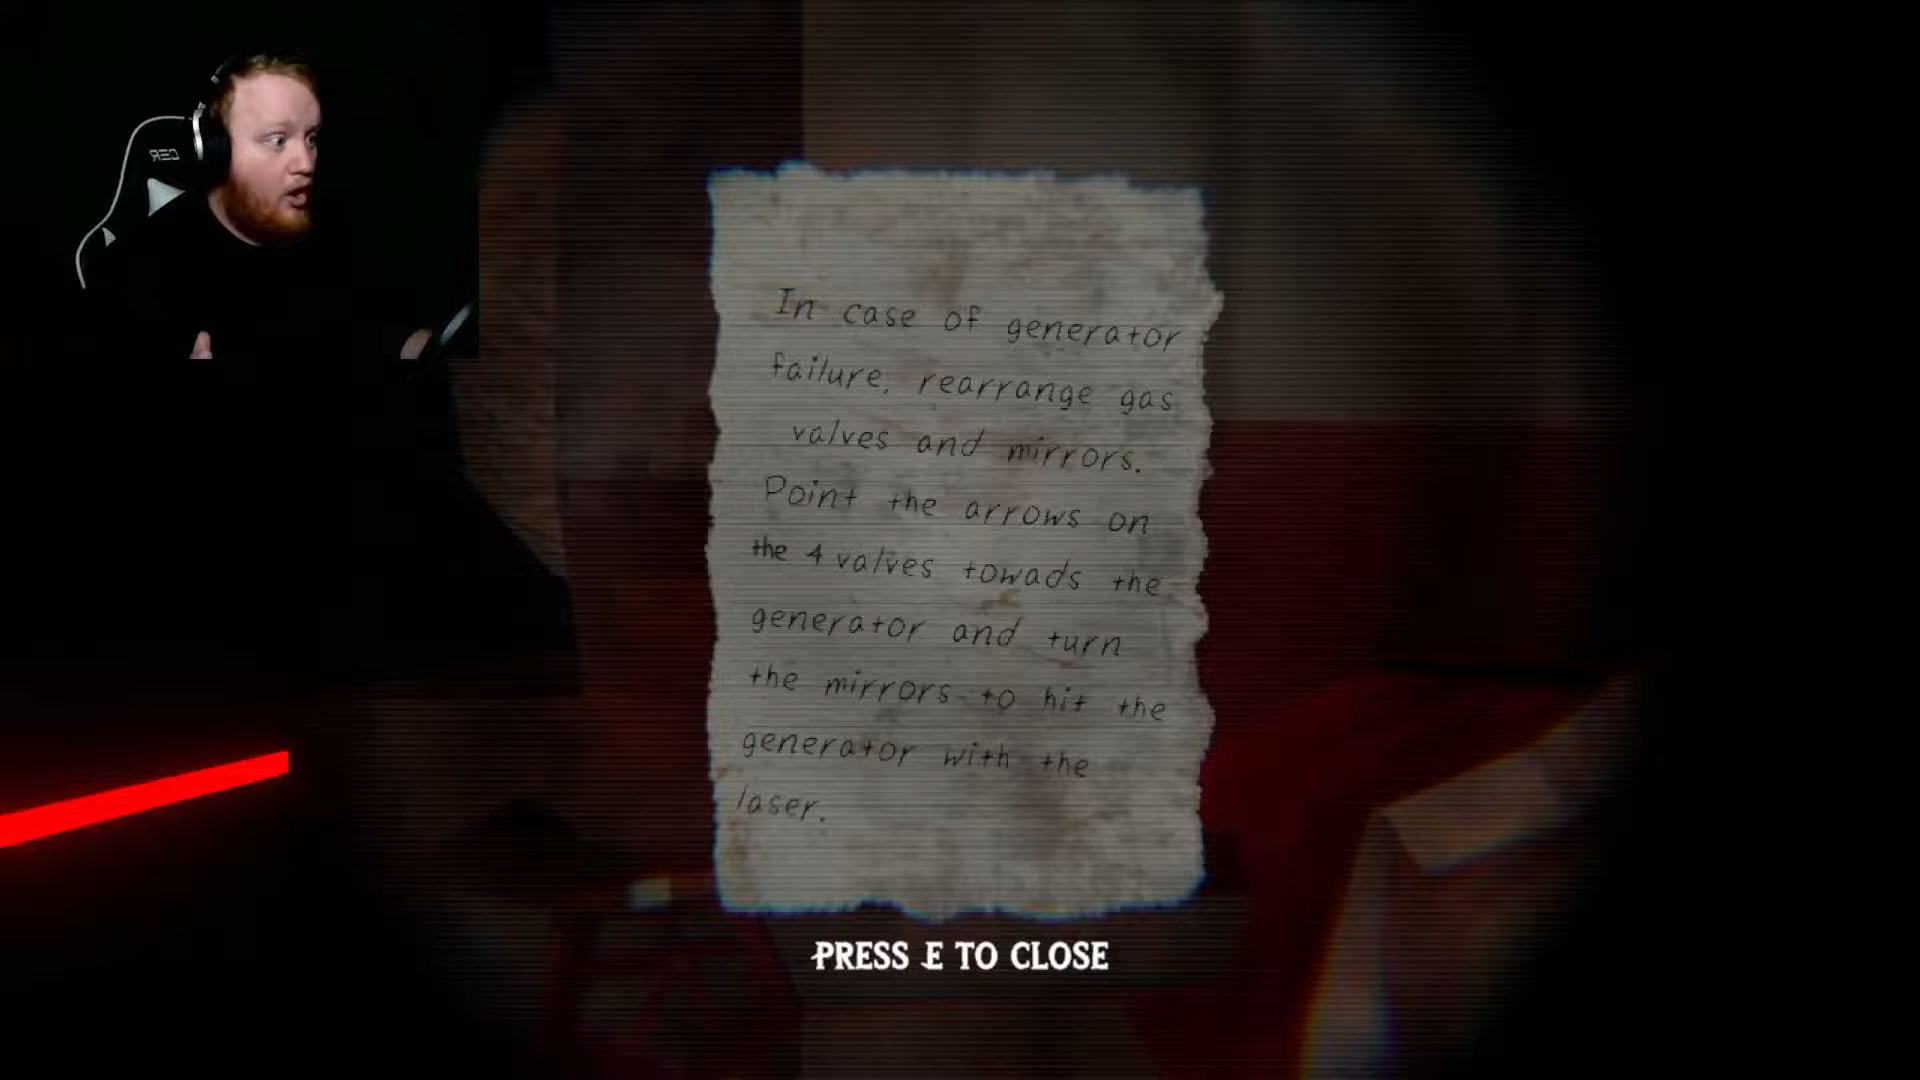 In case of generator
failure, rearrange gas
valves and mirrors.
Point the arrows on
the 4 valves towads the
generator and turn
the mirrors to hit the
generator with the
laser.
PRESS E TO CLOSE